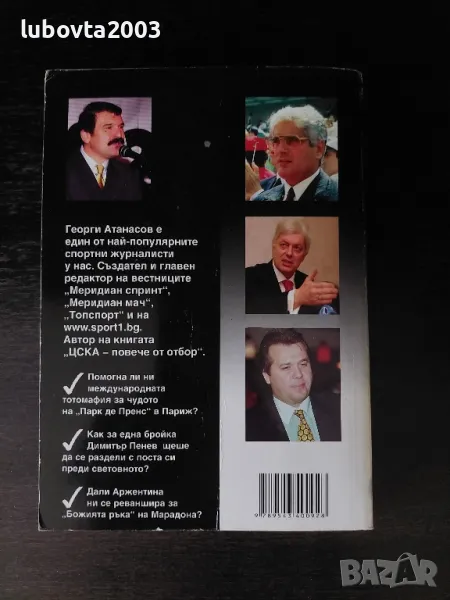 lubovta2003
Георги Атанасов е
един от най-популярните
спортни журналисти
у нас. Създател и главен
редактор на вестниците
„Меридиан спринт“,
„Меридиан мач“,
„Топспорт“ и на
www.sport1.bg.
Автор на книгата
„ЦСКА – повече от отбор“.
Помогна ли ни
международната
тотомафия за чудото
на „Парк де Пренс“ в Париж?
Как за една бройка
Димитър Пенев щеше
да се раздели с поста си
преди световното?
Дали Аржентина
ни се реваншира за
„Божията ръка“ на Марадона?
BAZAR